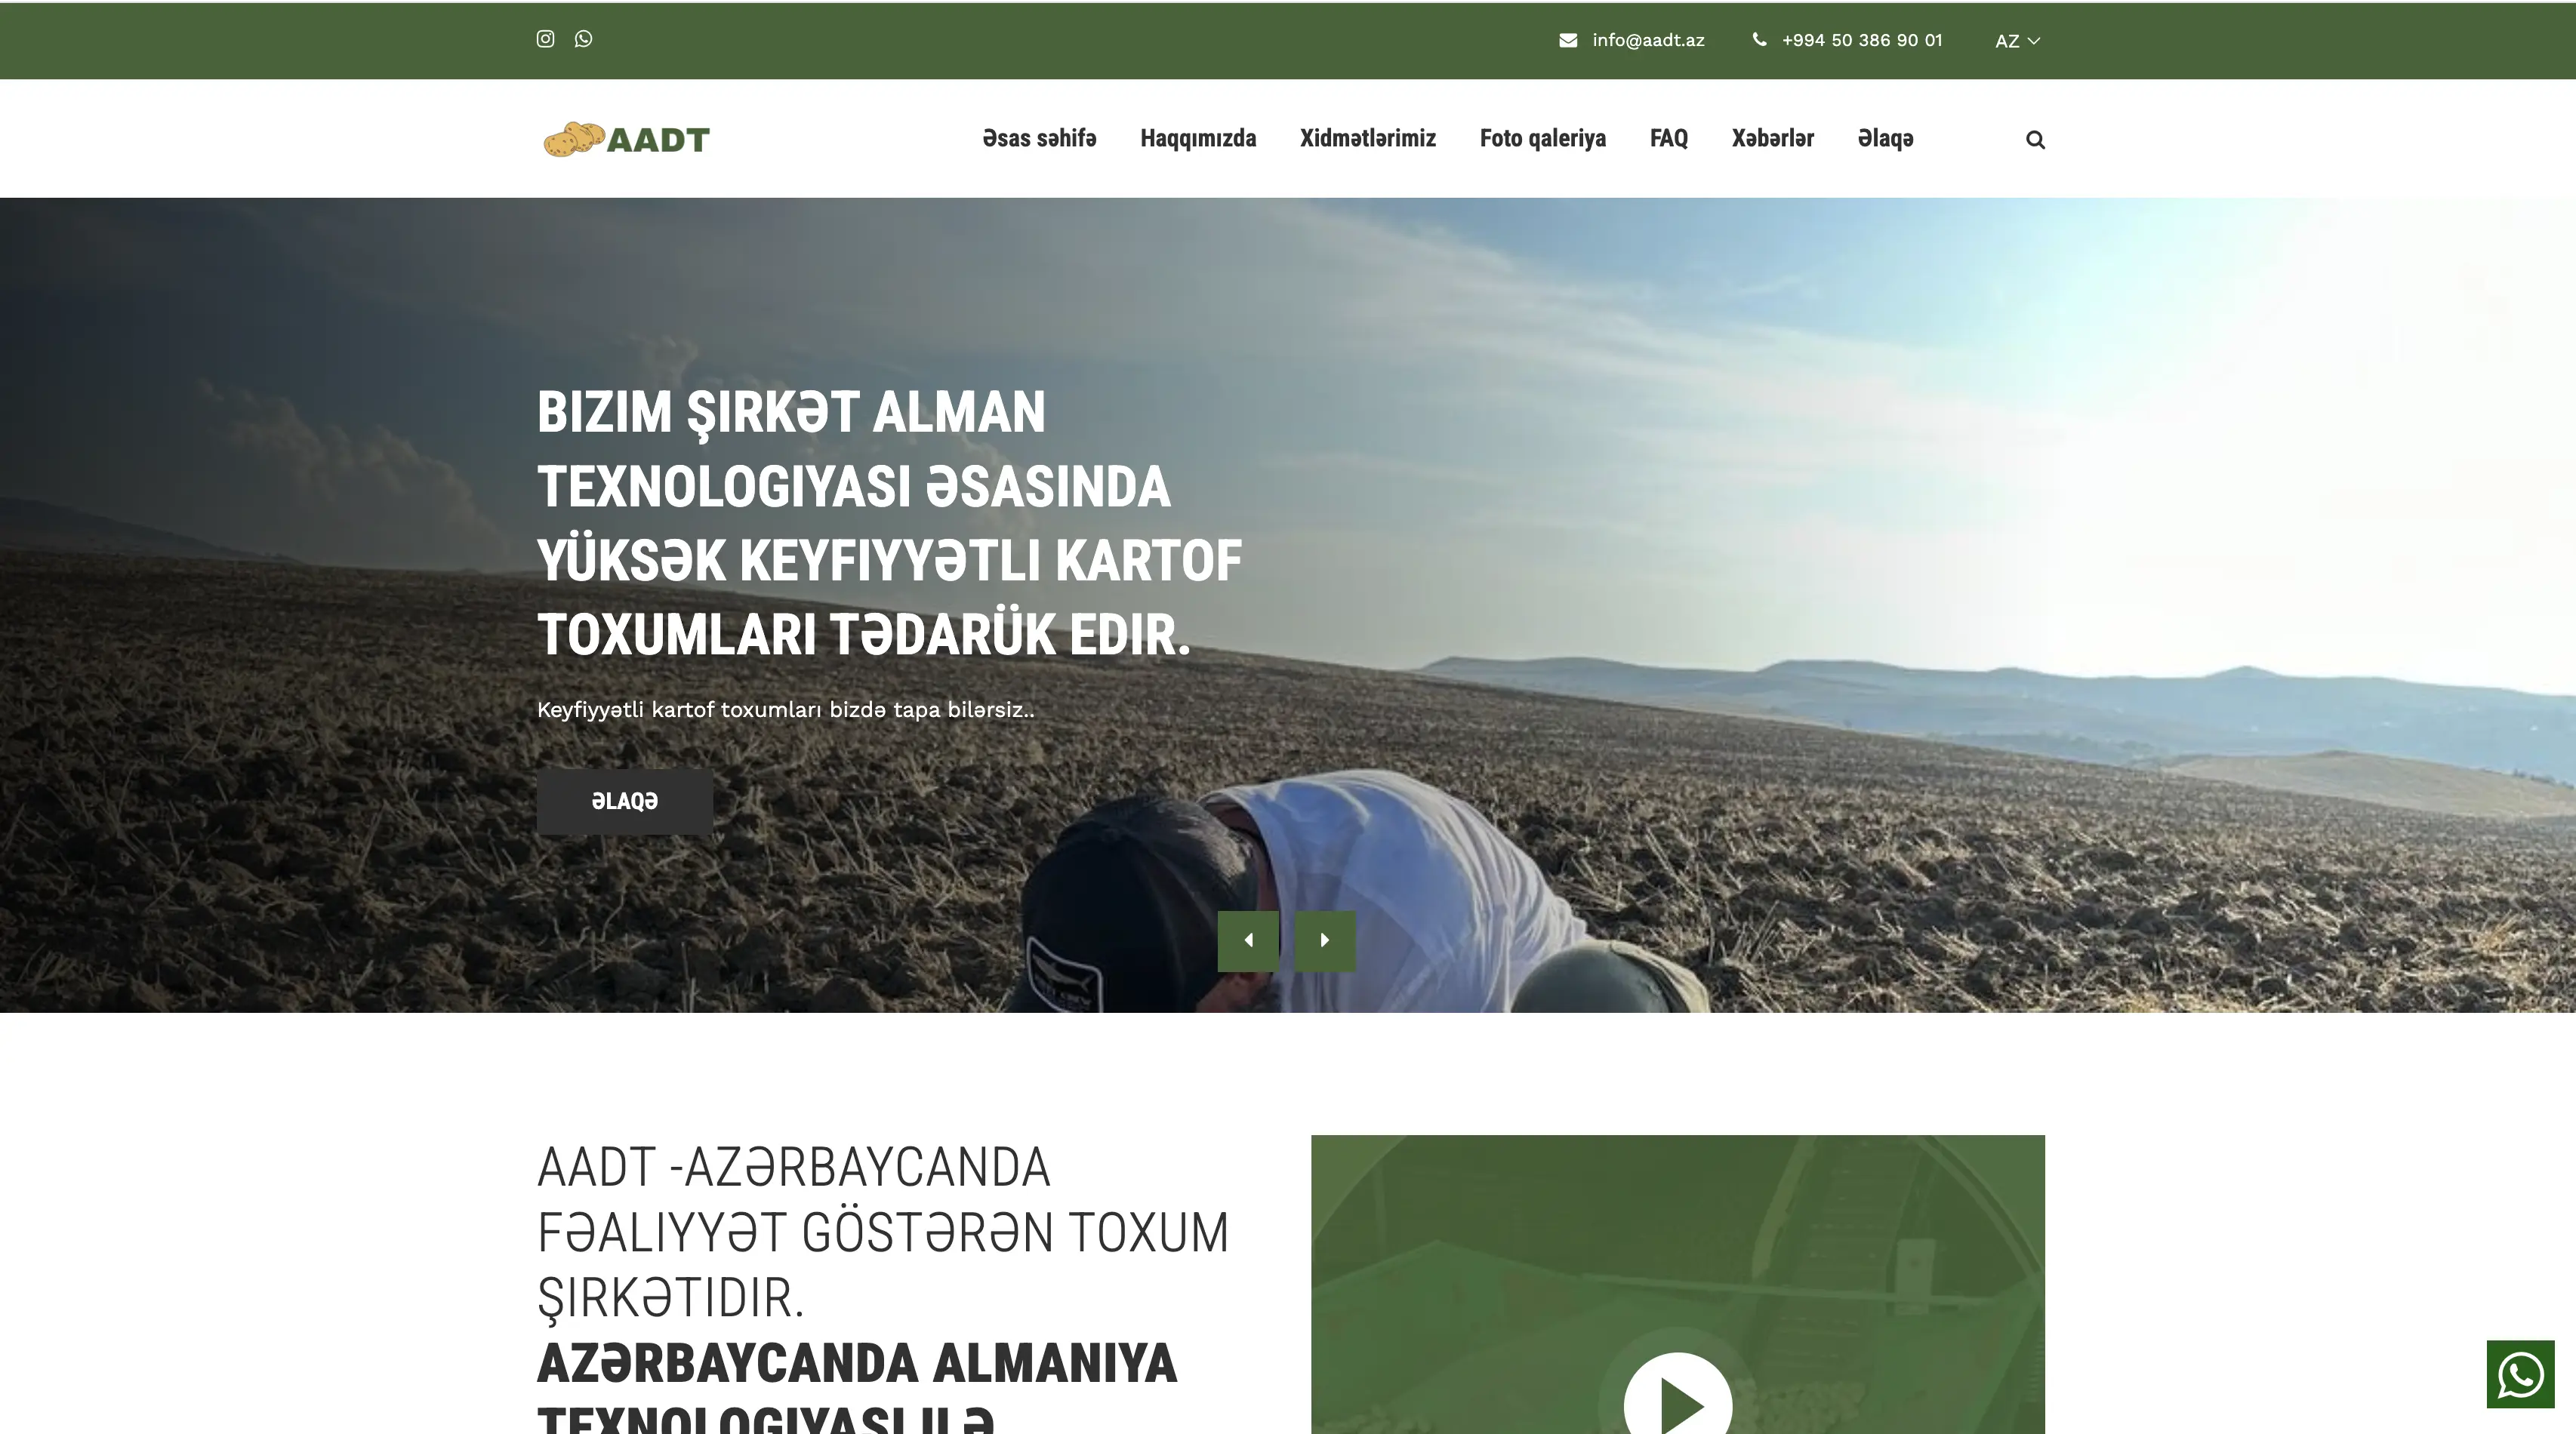 info@aadt.az
+994 50 386 90 01
AZ
AADT
Əsas səhifə
Haqqımızda
Xidmətlərimiz
Foto qaleriya
FAQ
Xəbərlər
Əlaqə
BIZIM ŞIRKƏT ALMAN
TEXNOLOGIYASI ƏSASINDA
YÜKSƏK KEYFIYYƏTLI KARTOF
TOXUMLARI TƏDARÜK EDIR.
Keyfiyyətli kartof toxumları bizdə tapa bilərsiz..
ƏLAQƏ
AADT -AZƏRBAYCANDA
FƏALIYYƏT GÖSTƏRƏN TOXUM
ŞIRKƏTIDIR.
AZƏRBAYCANDA ALMANIYA
TEXNOLOGIYASI ILƏ